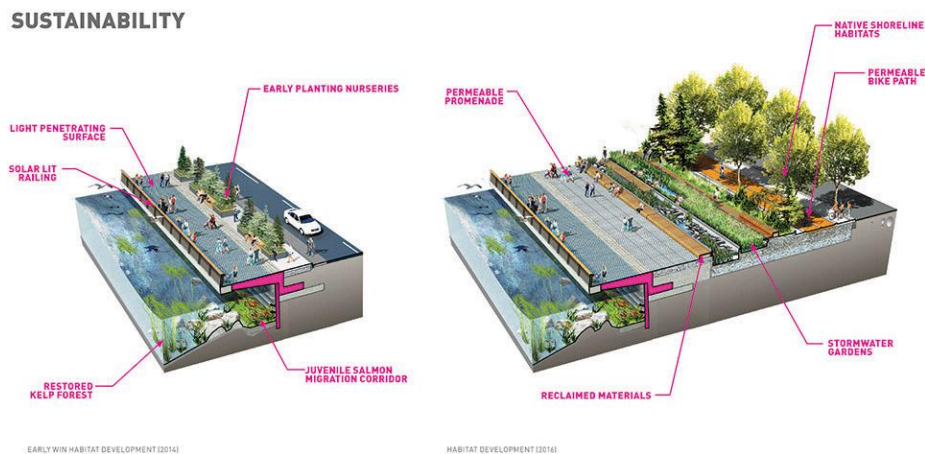 SUSTAINABILITY
EARLY PLANTING NURSERIES
LIGHT PENETRATING
SURFACE
SOLAR LIT
RAILING
RESTORED
KELP FOREST
JUVENILE SALMON
MIGRATION CORRIDOR
EARLY WIN HABITAT DEVELOPMENT (2014)
NATIVE SHORELINE
HABITATS
PERMEABLE
BIKE PATH
PERMEABLE
PROMENADE
STORMWATER
GARDENS
RECLAIMED MATERIALS
HABITAT DEVELOPMENT (2016)